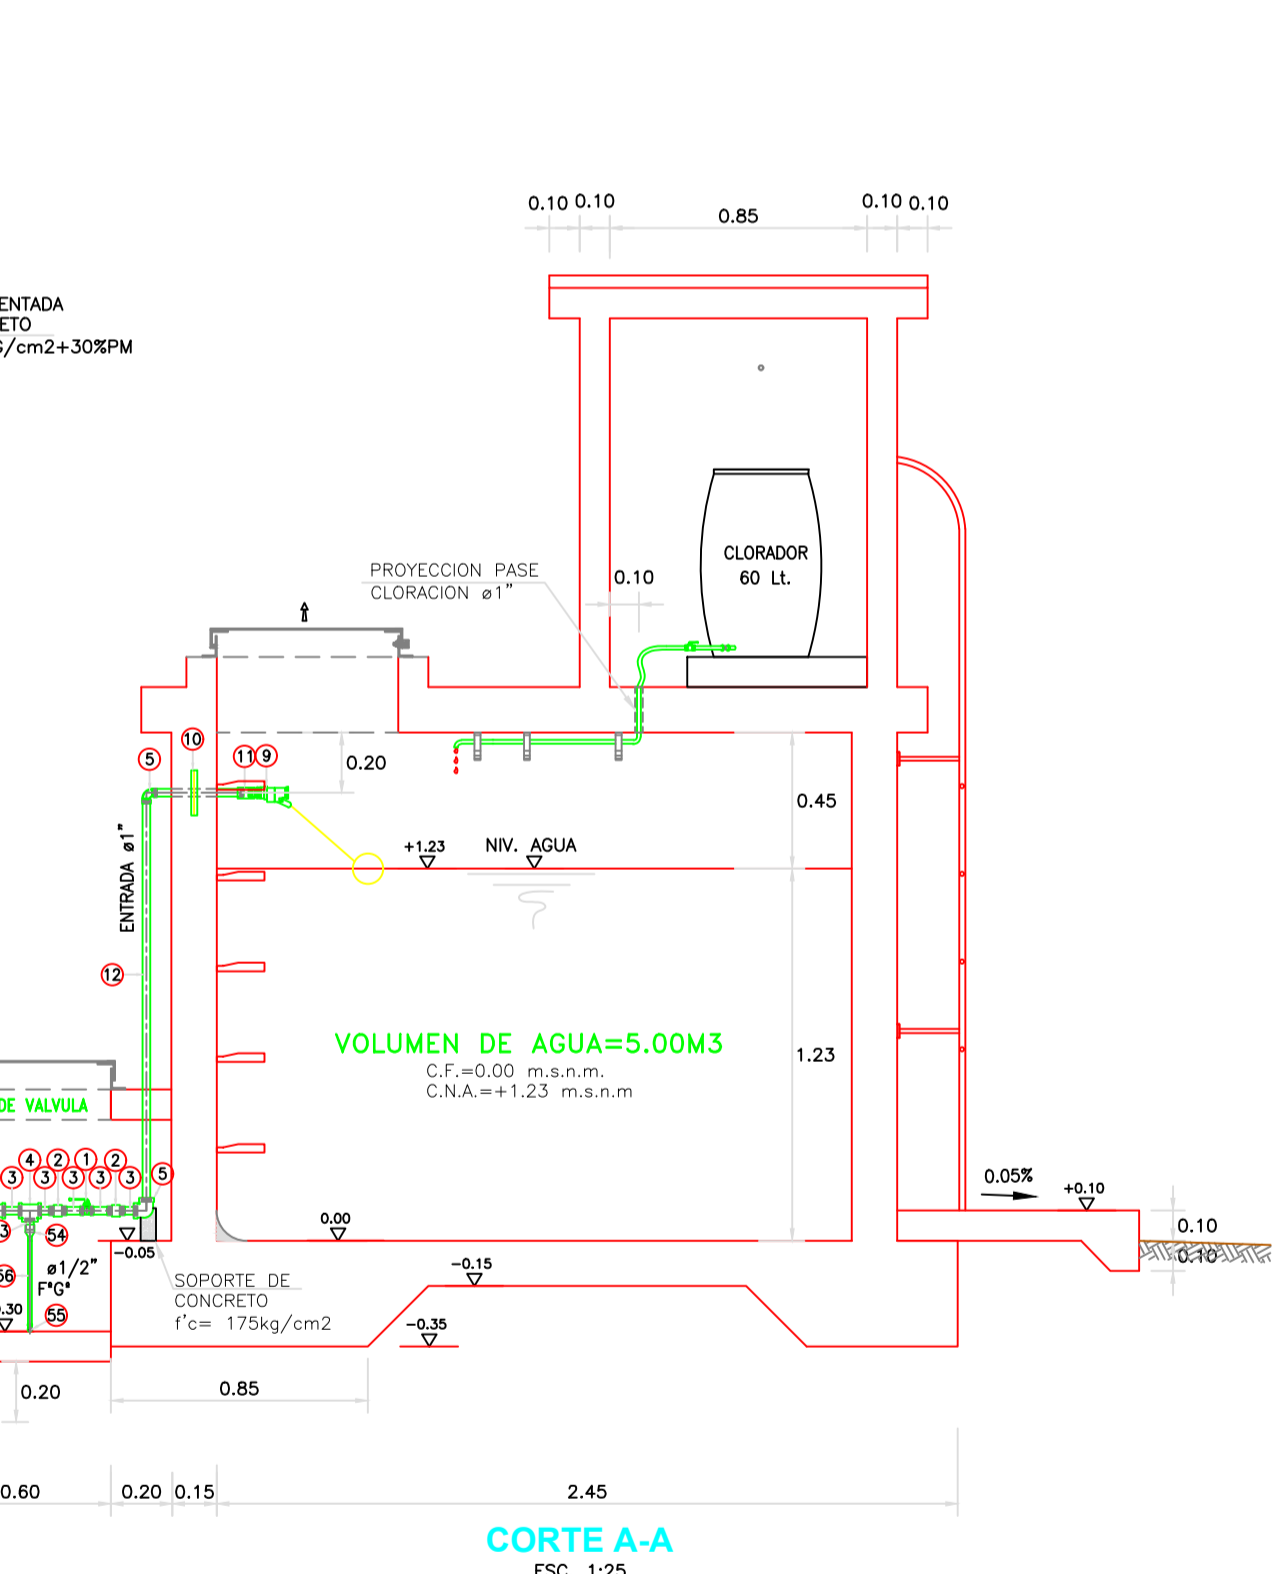 0.10 0.10
0.85
0.10 0.10
ENTADA
ETO
/cm2+30%PM
CLORADOR
60 Lt.
PROYECCION PASE
CLORACION ø1"
0.10
10
5
11
9
0.20
0.45
+1.23
NIV. AGUA
ENTRADA ø1"
12
VOLUMEN DE AGUA=5.00M3
C.F.=0.00 m.s.n.m.
C.N.A.=+1.23 m.s.n.m
1.23
DE VALVULA
4 2 1 2
3 3 3 3 3 5
3
54
-0.05
0.00
0.05%
+0.10
0.10
0.10
56
ø1/2"
F°G°
55
.30
-0.15
SOPORTE DE
CONCRETO
f'c= 175kg/cm2
-0.35
0.20
0.85
0.60
0.20
0.15
2.45
CORTE A-A
ESC. 1:25